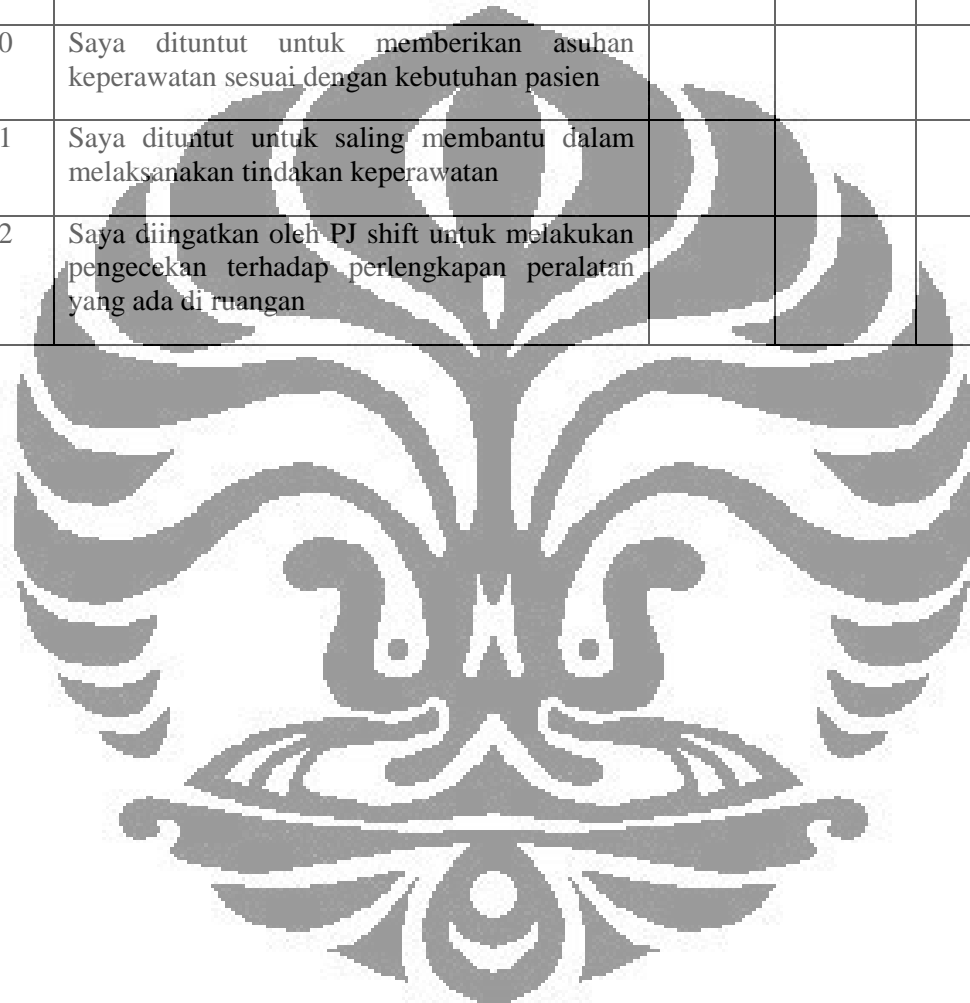 0 Saya dituntut untuk memberikan asuhan
keperawatan sesuai dengan kebutuhan pasien
1 Saya dituntut untuk saling membantu dalam
melaksanakan tindakan keperawatan
2 Saya diingatkan oleh PJ shift untuk melakukan
pengecekan terhadap perlengkapan peralatan
yang ada di ruangan